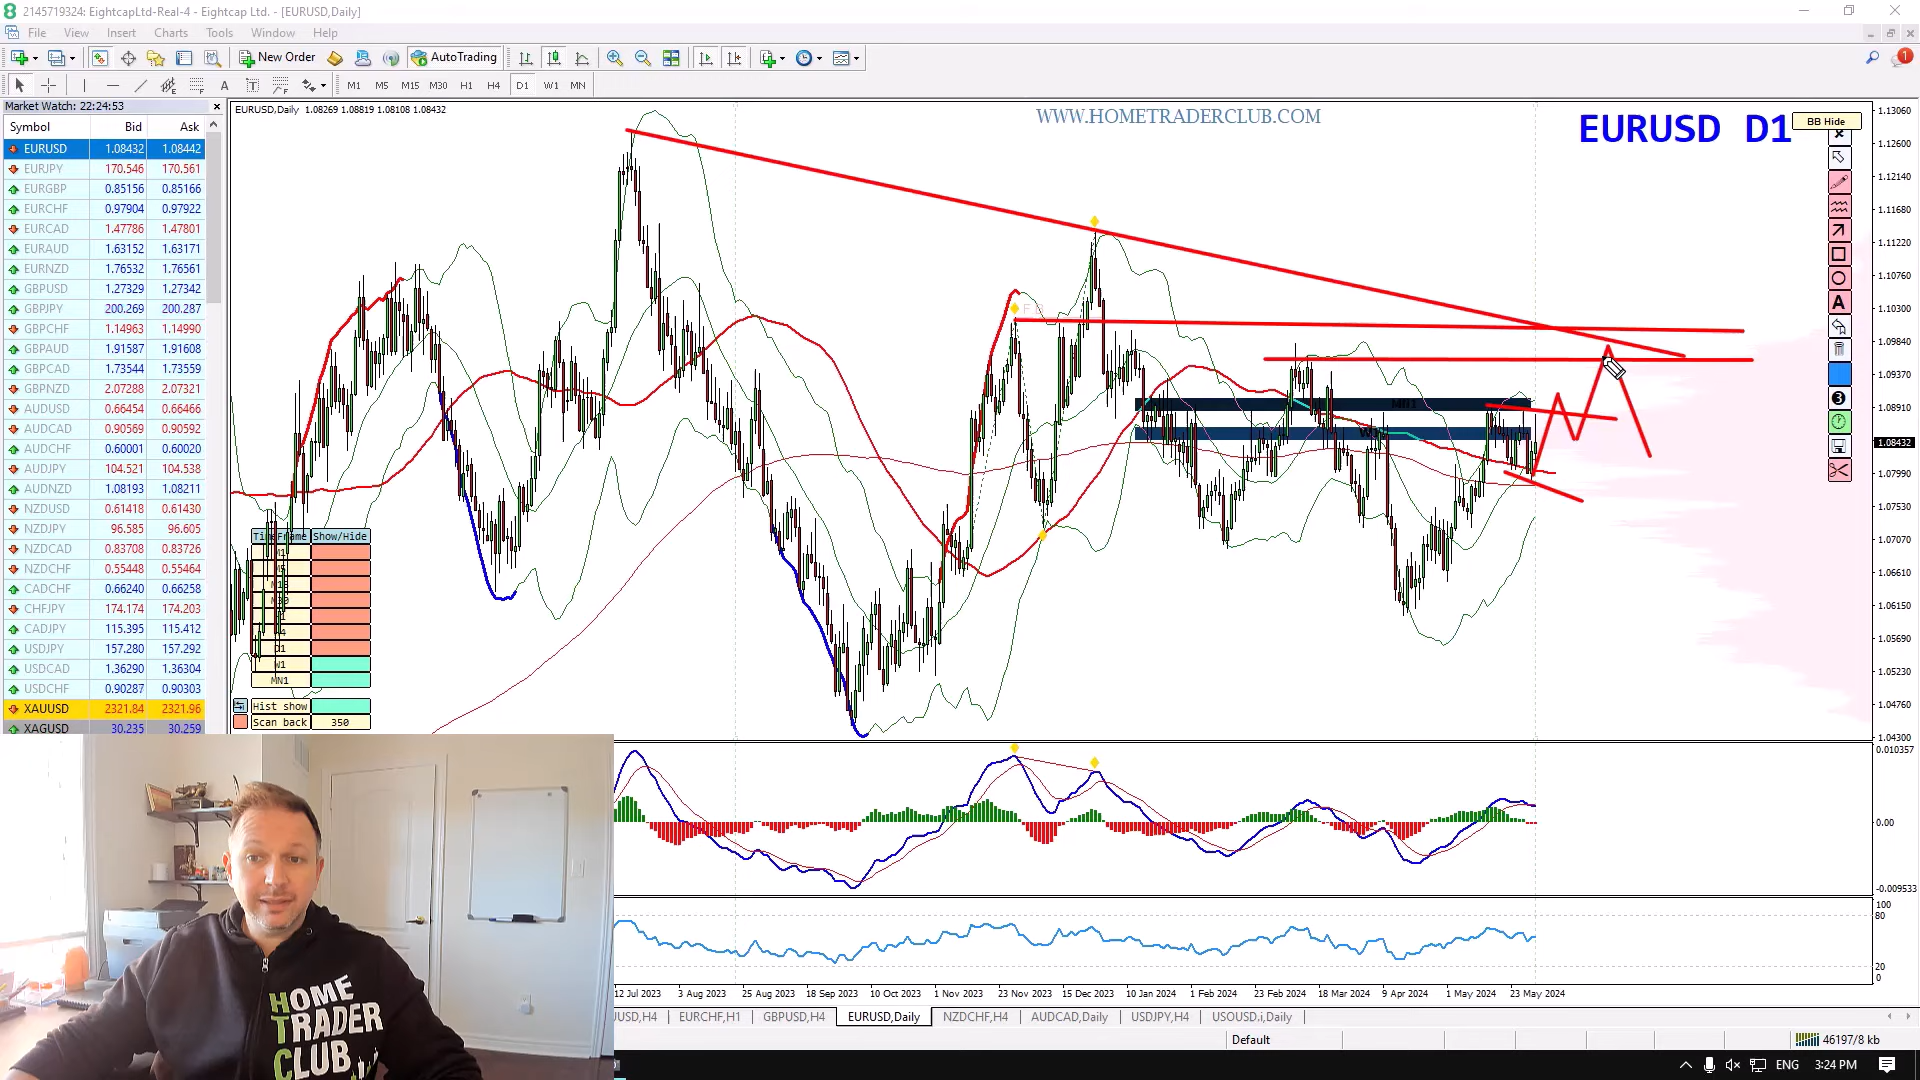 2145719324: EightcapLtd-Real-4 - Eightcap Ltd. - [EURUSD,Daily]
File View Insert Charts Tools Window Help
New Order AutoTrading 1
A T M1 M5 M15 M30 H1 H4 D1 W1 MN
Market Watch: 22:24:53
Symbol Bid Ask
EURUSD 1.08432 1.08442
EURJPY 170.546 170.561
EURGBP 0.85156 0.85166
EURCHF 0.97904 0.97922
EURCAD 1.47786 1.47801
EURAUD 1.63152 1.63171
EURNZD 1.76532 1.76561
GBPUSD 1.27329 1.27342
GBPJPY 200.269 200.287
GBPCHF 1.14963 1.14990
GBPAUD 1.91587 1.91608
GBPCAD 1.73544 1.73559
GBPNZD 2.07288 2.07321
AUDUSD 0.66454 0.66466
AUDCAD 0.90569 0.90592
AUDCHF 0.60001 0.60020
AUDJPY 104.521 104.538
AUDNZD 1.08193 1.08211
NZDUSD 0.61418 0.61430
NZDJPY 96.585 96.605
NZDCAD 0.83708 0.83726
NZDCHF 0.55448 0.55464
CADCHF 0.66240 0.66258
CHFJPY 174.174 174.203
CADJPY 115.395 115.412
USDJPY 157.280 157.292
USDCAD 1.36290 1.36304
USDCHF 0.90287 0.90303
XAUUSD 2321.84 2321.96
XAGUSD 30.235 30.259
EURUSD,Daily 1.08269 1.08819 1.08108 1.08432
WWW.HOMETRADERCLUB.COM
EURUSD D1
BB Hide
A
3
1.13060
1.12600
1.12140
1.11680
1.11220
1.10760
1.10300
1.09840
1.09370
1.08910
1.08432
1.07990
1.07530
1.07070
1.06610
1.06150
1.05690
1.05230
1.04760
1.04300
TimeFrame Show/Hide
D1
W1
MN1
Hist show
Scan back 350
0.010357
0.00
-0.009533
100
80
20
0
12 Jul 2023 3 Aug 2023 25 Aug 2023 18 Sep 2023 10 Oct 2023 1 Nov 2023 23 Nov 2023 15 Dec 2023 10 Jan 2024 1 Feb 2024 23 Feb 2024 18 Mar 2024 9 Apr 2024 1 May 2024 23 May 2024
USD,H4 EURCHF,H1 GBPUSD,H4 EURUSD,Daily NZDCHF,H4 AUDCAD,Daily USDJPY,H4 USOUSD.i,Daily
Default 46197/8 kb
ENG 3:24 PM
HOME
TRADER
CLUB